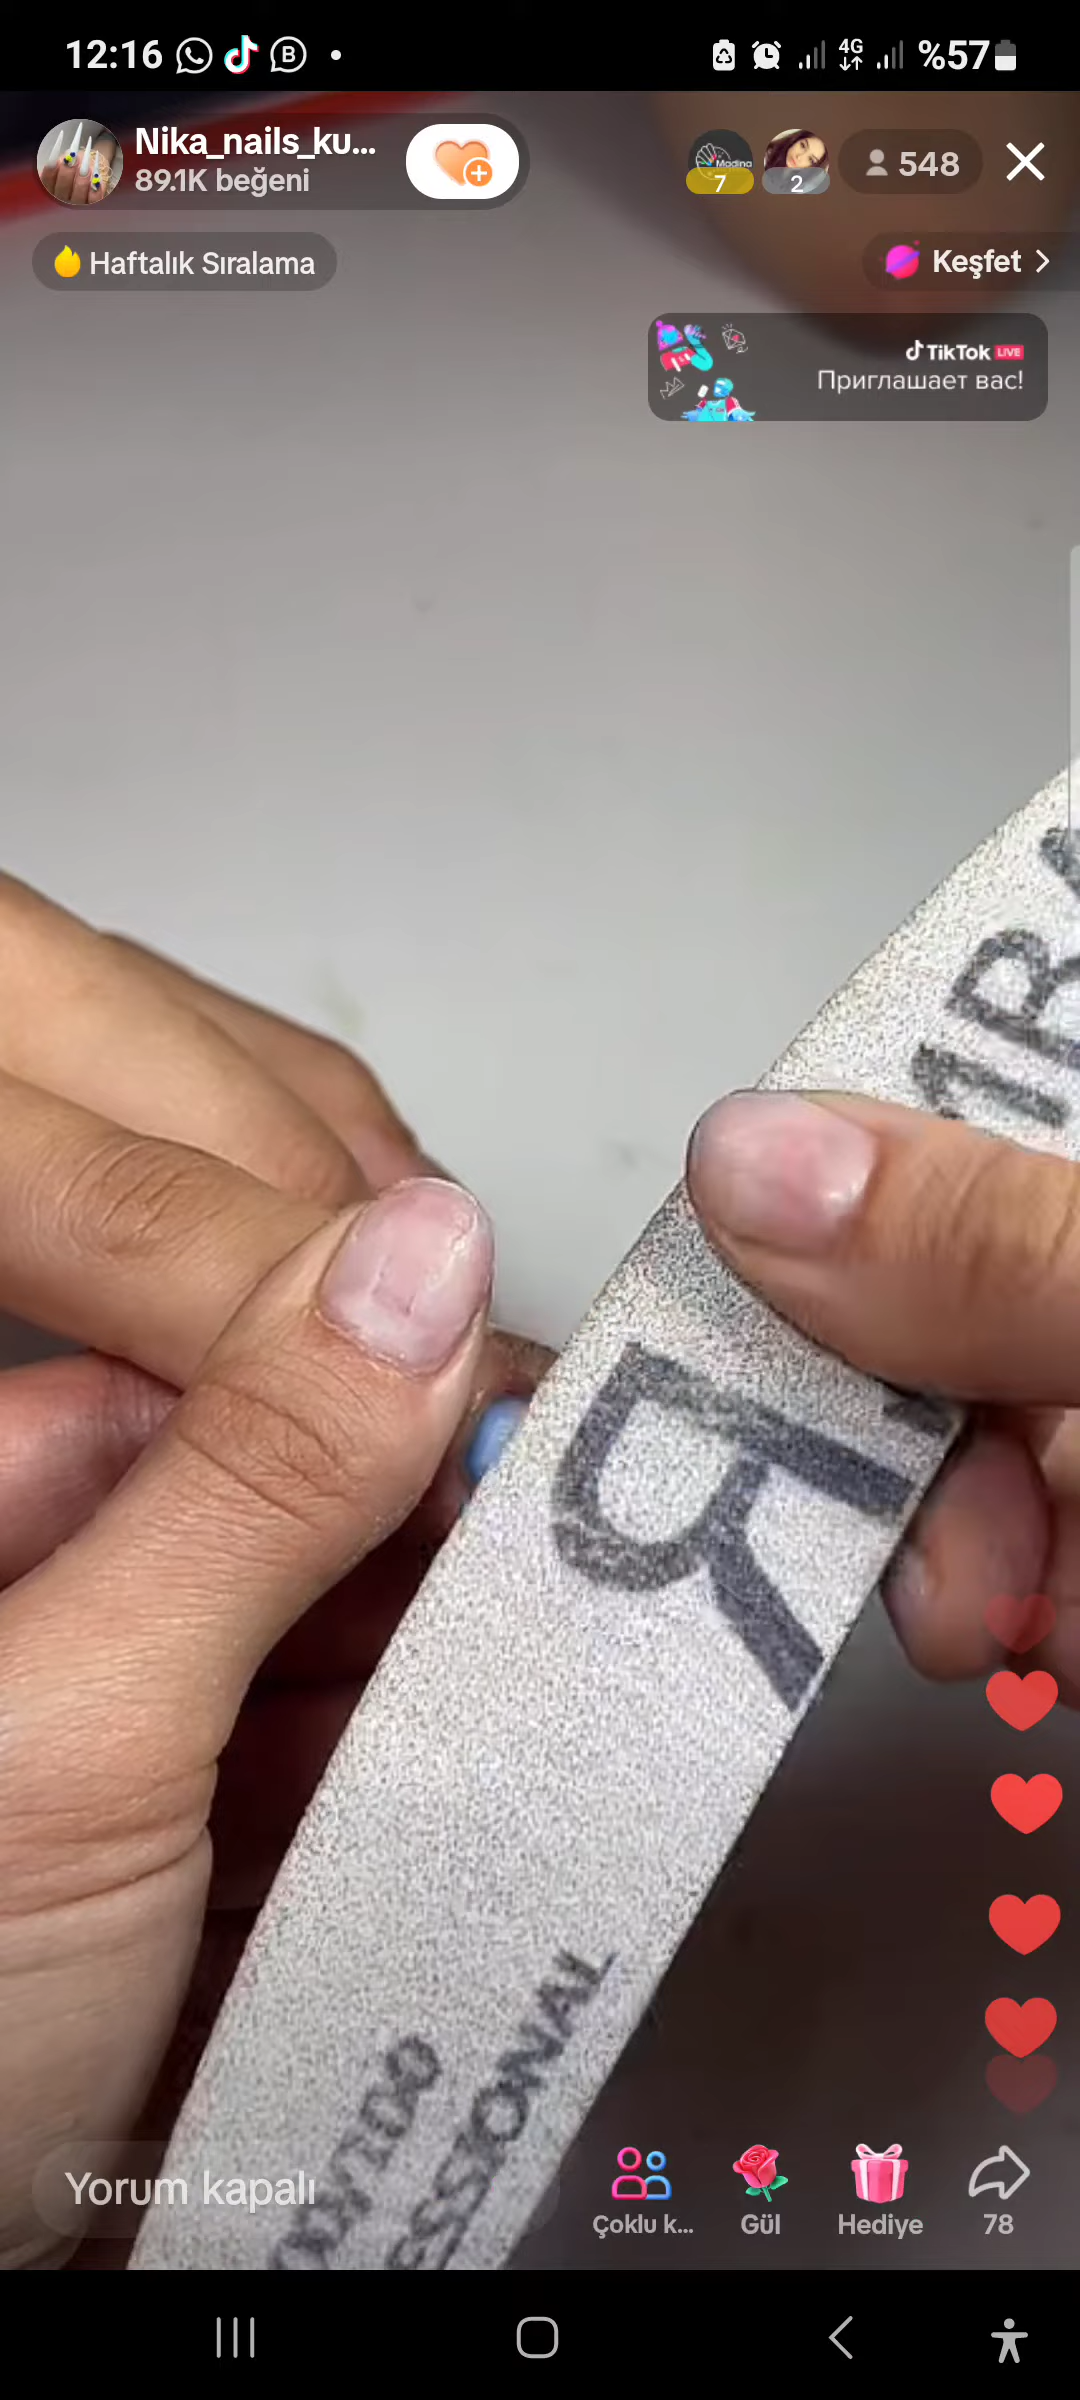 12:16
4G
%57
Nika_nails_ku...
89.1K beğeni
Madina
7
2
548
Haftalık Sıralama
Keşfet
TikTok LIVE
Приглашает вас!
R
Yorum kapalı
Çoklu k...
Gül
Hediye
78